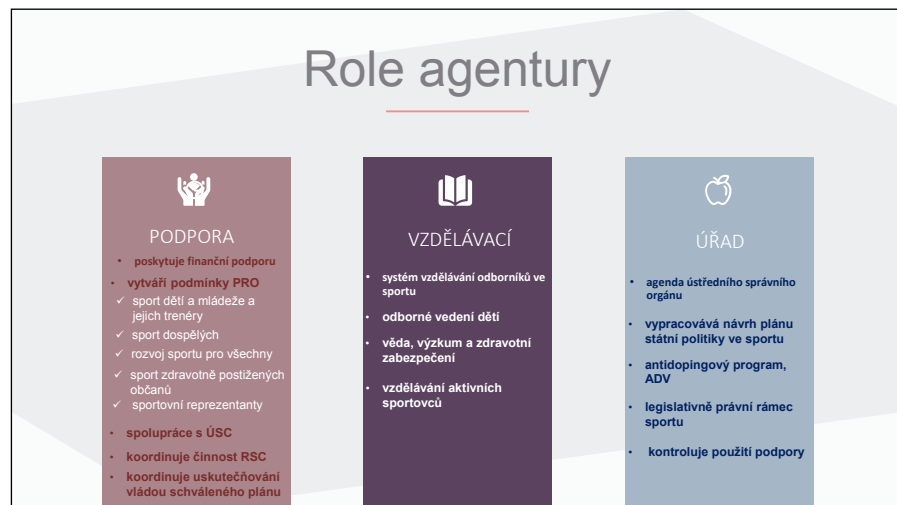 Role agentury
PODPORA
• poskytuje finanční podporu
• vytváří podmínky PRO
✓ sport dětí a mládeže a
jejich trenéry
✓ sport dospělých
✓ rozvoj sportu pro všechny
✓ sport zdravotně postižených
občanů
✓ sportovní reprezentanty
• spolupráce s ÚSC
• koordinuje činnost RSC
• koordinuje uskutečňování
vládou schváleného plánu
VZDĚLÁVACÍ
• systém vzdělávání odborníků ve
sportu
• odborné vedení dětí
• věda, výzkum a zdravotní
zabezpečení
• vzdělávání aktivních
sportovců
ÚŘAD
• agenda ústředního správního
orgánu
• vypracovává návrh plánu
státní politiky ve sportu
• antidopingový program,
ADV
• legislativně právní rámec
sportu
• kontroluje použití podpory